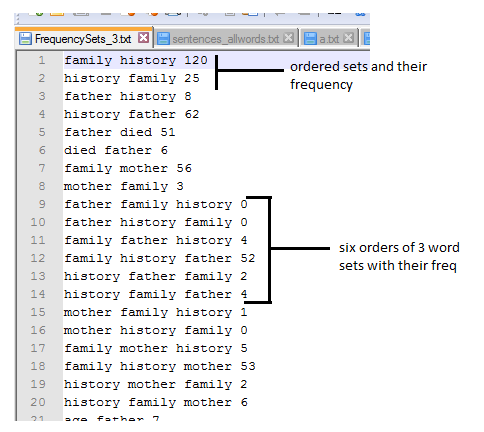 FrequencySets_3.txt sentences_allwords.txt a.txt
1 family history 120
2 history family 25
3 father history 8
4 history father 62
5 father died 51
6 died father 6
7 family mother 56
8 mother family 3
9 father family history 0
10 father history family 0
11 family father history 4
12 family history father 52
13 history father family 2
14 history family father 4
15 mother family history 1
16 mother history family 0
17 family mother history 5
18 family history mother 53
19 history mother family 2
20 history family mother 6
21 age father 7
ordered sets and their
frequency
six orders of 3 word
sets with their freq